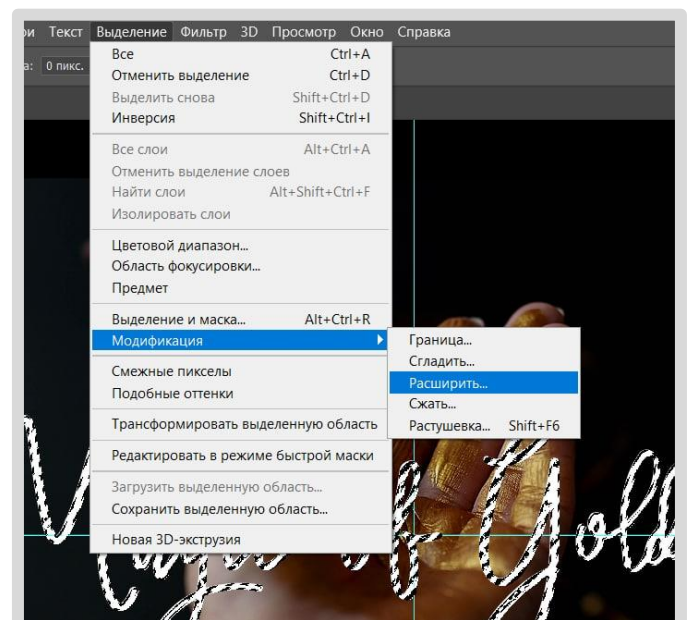 ои Текст Выделение Фильтр 3D Просмотр Окно Справка
а: 0 пикс.
Все Ctrl+A
Отменить выделение Ctrl+D
Выделить снова Shift+Ctrl+D
Инверсия Shift+Ctrl+I
Все слои Alt+Ctrl+A
Отменить выделение слоев
Найти слои Alt+Shift+Ctrl+F
Изолировать слои
Цветовой диапазон...
Область фокусировки...
Предмет
Выделение и маска... Alt+Ctrl+R
Модификация
Граница...
Сгладить...
Расширить...
Сжать...
Растушевка... Shift+F6
Смежные пикселы
Подобные оттенки
Трансформировать выделенную область
Редактировать в режиме быстрой маски
Загрузить выделенную область...
Сохранить выделенную область...
Новая 3D-экструзия
of Gold